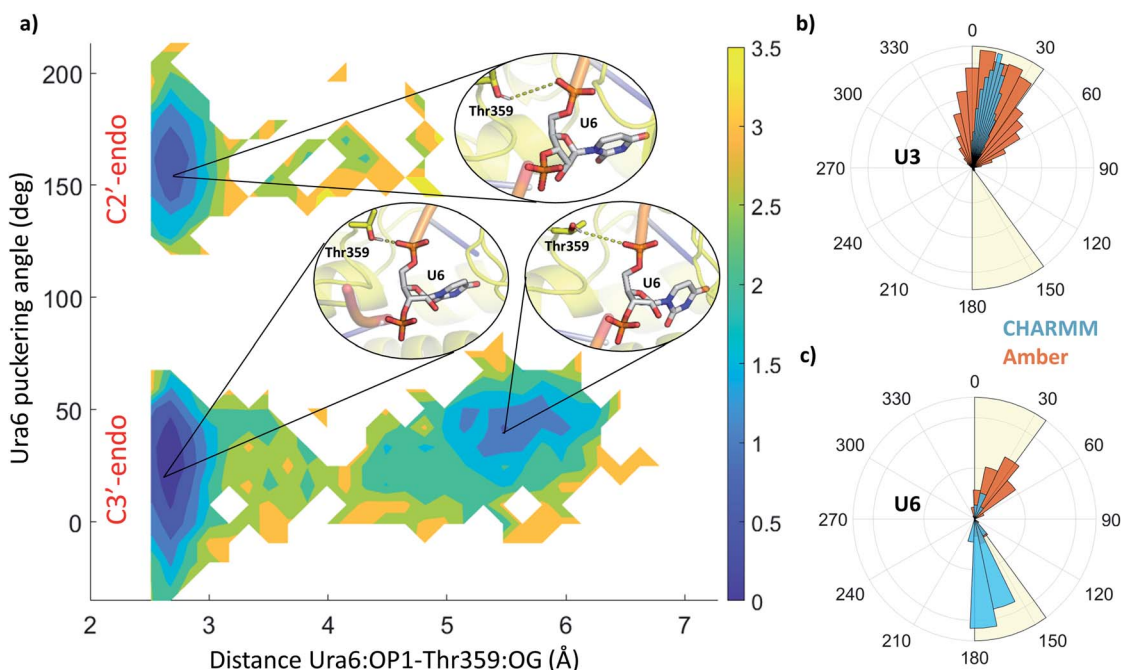 a)
Ura6 puckering angle (deg)
C2'-endo
C3'-endo
200
150
100
50
0
2
3
4
5
6
7
Distance Ura6:OP1-Thr359:OG (Å)
Thr359
U6
Thr359
U6
Thr359
U6
3.5
3
2.5
2
1.5
1
0.5
0
b)
0
30
60
90
120
150
180
210
240
270
300
330
U3
CHARMM
Amber
c)
0
30
60
90
120
150
180
210
240
270
300
330
U6